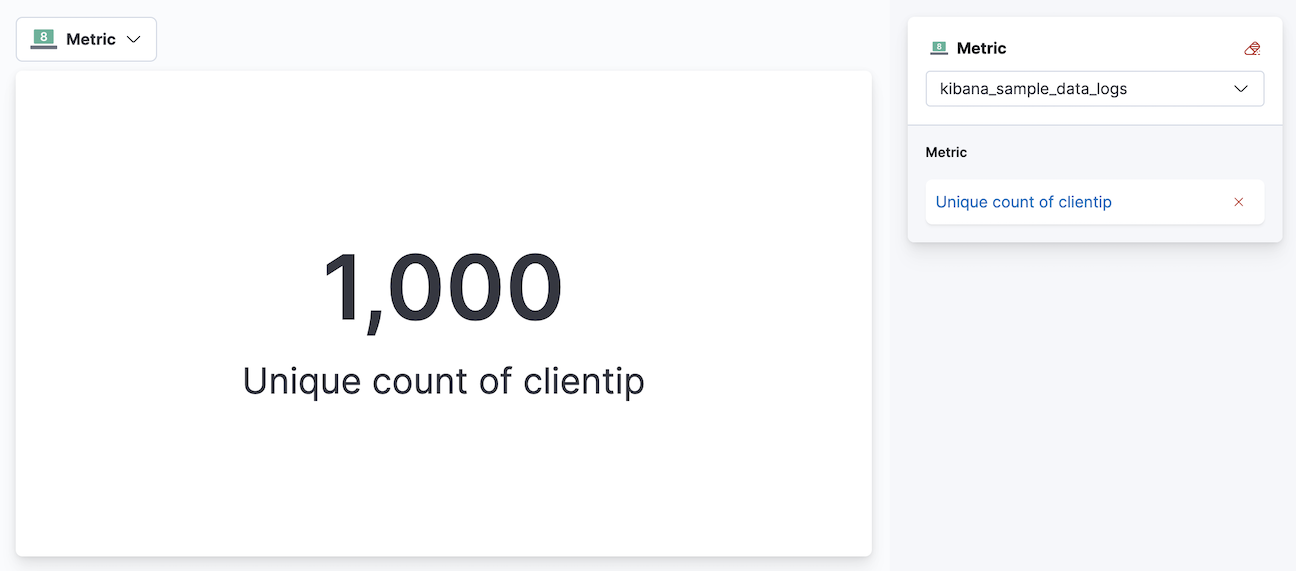 8 Metric
1,000
Unique count of clientip
8 Metric
kibana_sample_data_logs
Metric
Unique count of clientip